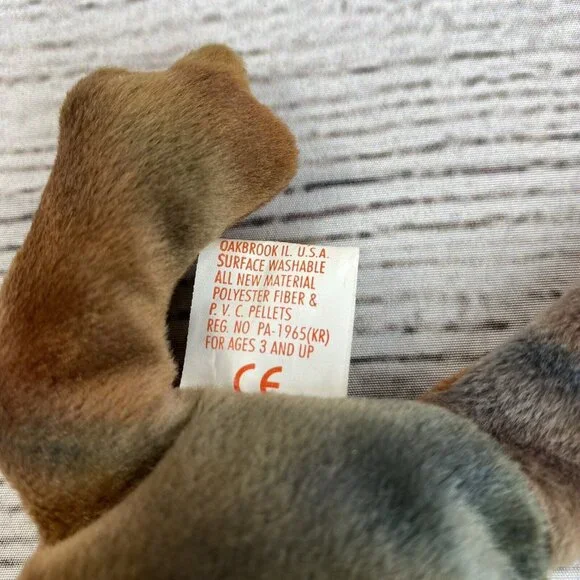 OAKBROOK IL. U.S.A.
SURFACE WASHABLE
ALL NEW MATERIAL
POLYESTER FIBER &
P. V. C. PELLETS
REG. NO PA-1965(KR)
FOR AGES 3 AND UP
CE